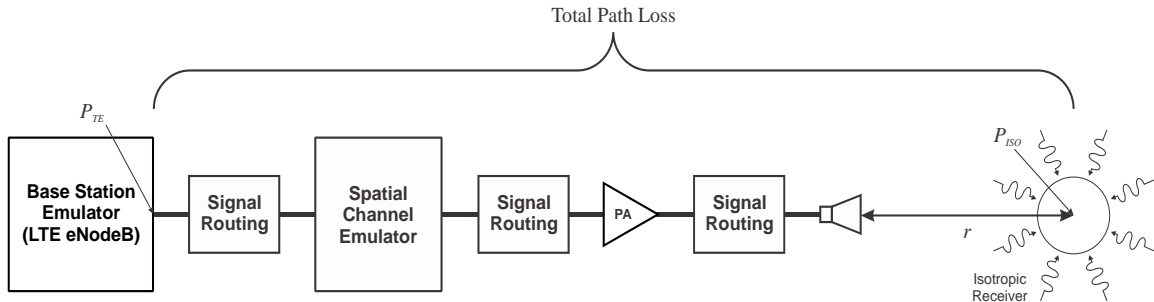 Total Path Loss
P_TE
P_ISO
Base Station
Emulator
(LTE eNodeB)
Signal
Routing
Spatial
Channel
Emulator
Signal
Routing
PA
Signal
Routing
r
Isotropic
Receiver